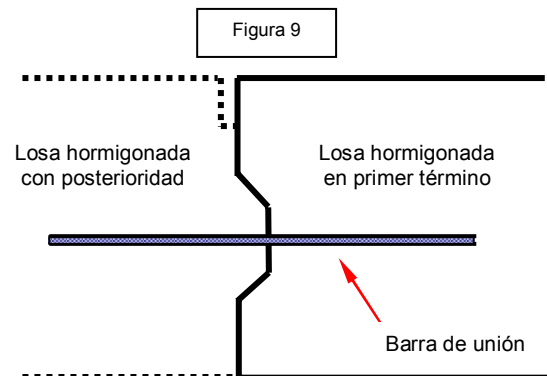 Figura 9
Losa hormigonada
con posterioridad
Losa hormigonada
en primer término
Barra de unión